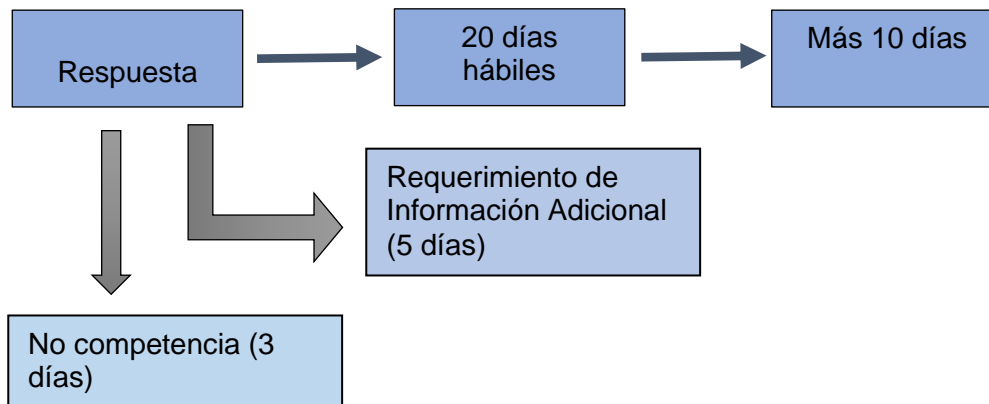 Respuesta
20 días
hábiles
Más 10 días
Requerimiento de
Información Adicional
(5 días)
No competencia (3
días)